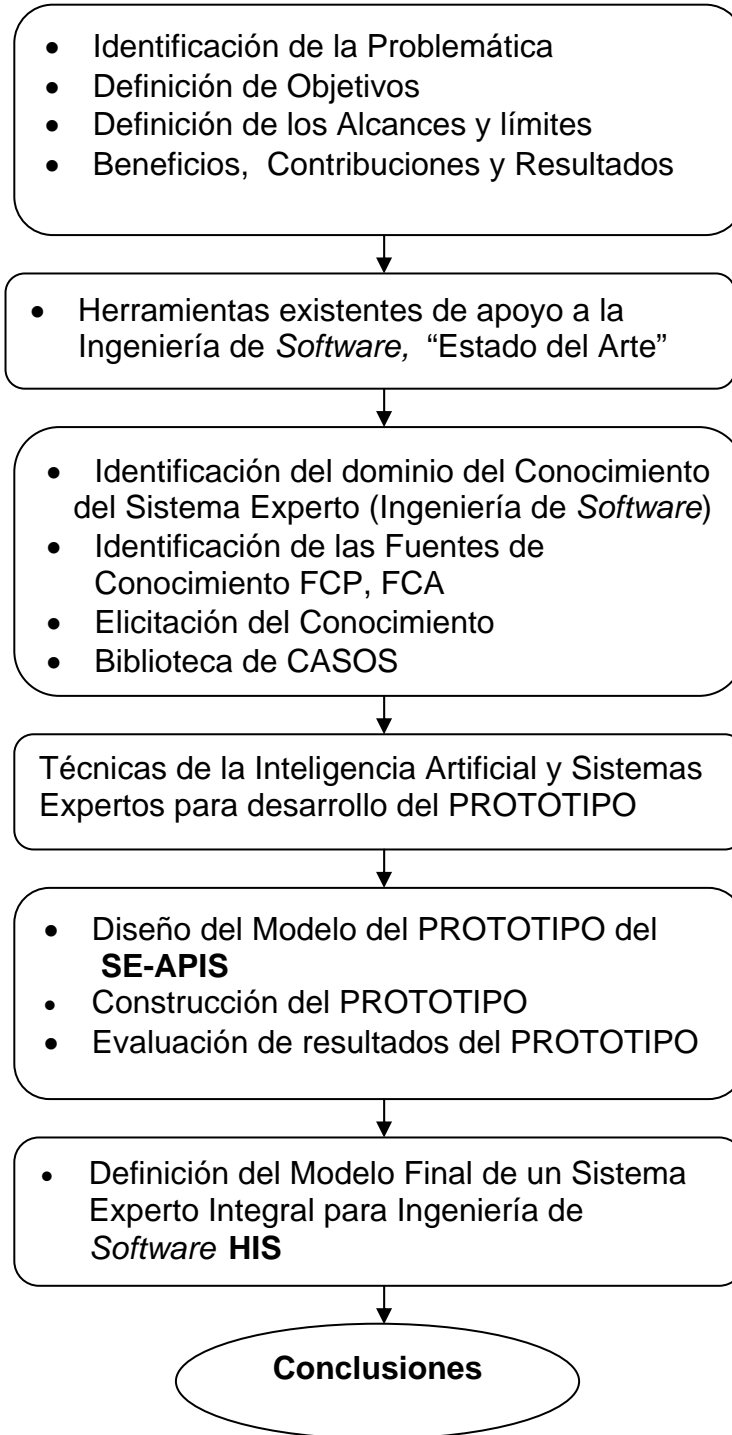 • Identificación de la Problemática
• Definición de Objetivos
• Definición de los Alcances y límites
• Beneficios, Contribuciones y Resultados
• Herramientas existentes de apoyo a la
Ingeniería de Software, “Estado del Arte”
• Identificación del dominio del Conocimiento
del Sistema Experto (Ingeniería de Software)
• Identificación de las Fuentes de
Conocimiento FCP, FCA
• Elicitación del Conocimiento
• Biblioteca de CASOS
Técnicas de la Inteligencia Artificial y Sistemas
Expertos para desarrollo del PROTOTIPO
• Diseño del Modelo del PROTOTIPO del
SE-APIS
• Construcción del PROTOTIPO
• Evaluación de resultados del PROTOTIPO
• Definición del Modelo Final de un Sistema
Experto Integral para Ingeniería de
Software HIS
Conclusiones